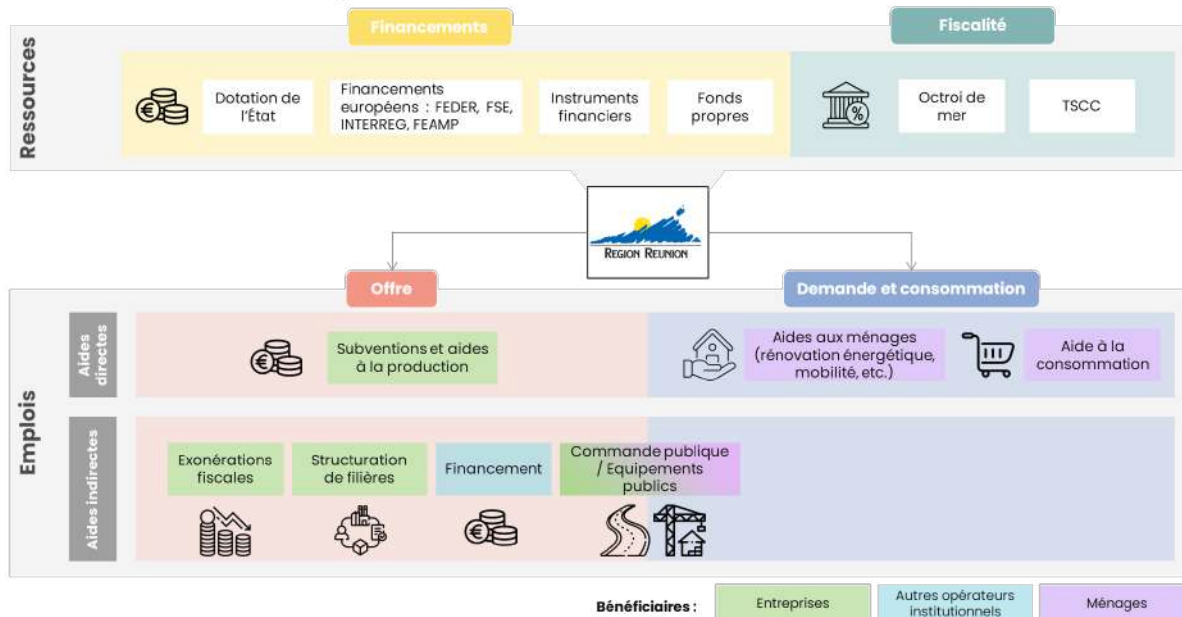 Financements
Fiscalité
Ressources
Dotation de
l'État
Financements
européens : FEDER, FSE,
INTERREG, FEAMP
Instruments
financiers
Fonds
propres
Octroi de
mer
TSCC
REGION REUNION
Offre
Demande et consommation
Emplois
Aides
directes
Subventions et aides
à la production
Aides aux ménages
(rénovation énergétique,
mobilité, etc.)
Aide à la
consommation
Aides indirectes
Exonérations
fiscales
Structuration
de filières
Financement
Commande publique
/ Equipements
publics
Bénéficiaires :
Entreprises
Autres opérateurs
institutionnels
Ménages